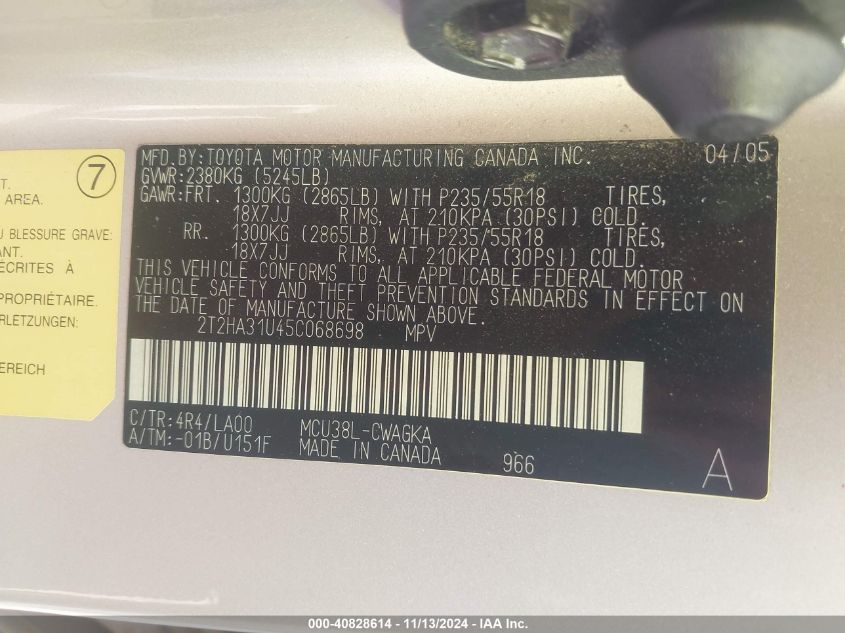 7
T.
AREA.
BLESSURE GRAVE:
ANT.
ÉCRITES À
PROPRIÉTAIRE.
RLETZUNGEN:
EREICH
MFD.BY:TOYOTA MOTOR MANUFACTURING CANADA INC. 04/05
GVWR:2380KG (5245LB)
GAWR:FRT. 1300KG (2865LB) WITH P235/55R18 TIRES,
18X7JJ RIMS, AT 210KPA (30PSI) COLD.
RR. 1300KG (2865LB) WITH P235/55R18 TIRES,
18X7JJ RIMS, AT 210KPA (30PSI) COLD.
THIS VEHICLE CONFORMS TO ALL APPLICABLE FEDERAL MOTOR
VEHICLE SAFETY AND THEFT PREVENTION STANDARDS IN EFFECT ON
THE DATE OF MANUFACTURE SHOWN ABOVE.
2T2HA31U45C068698 MPV
C/TR:4R4/LA00 MCU38L-CWAGKA
A/TM:-01B/U151F MADE IN CANADA 966 A
000-40828614 - 11/13/2024 - IAA Inc.